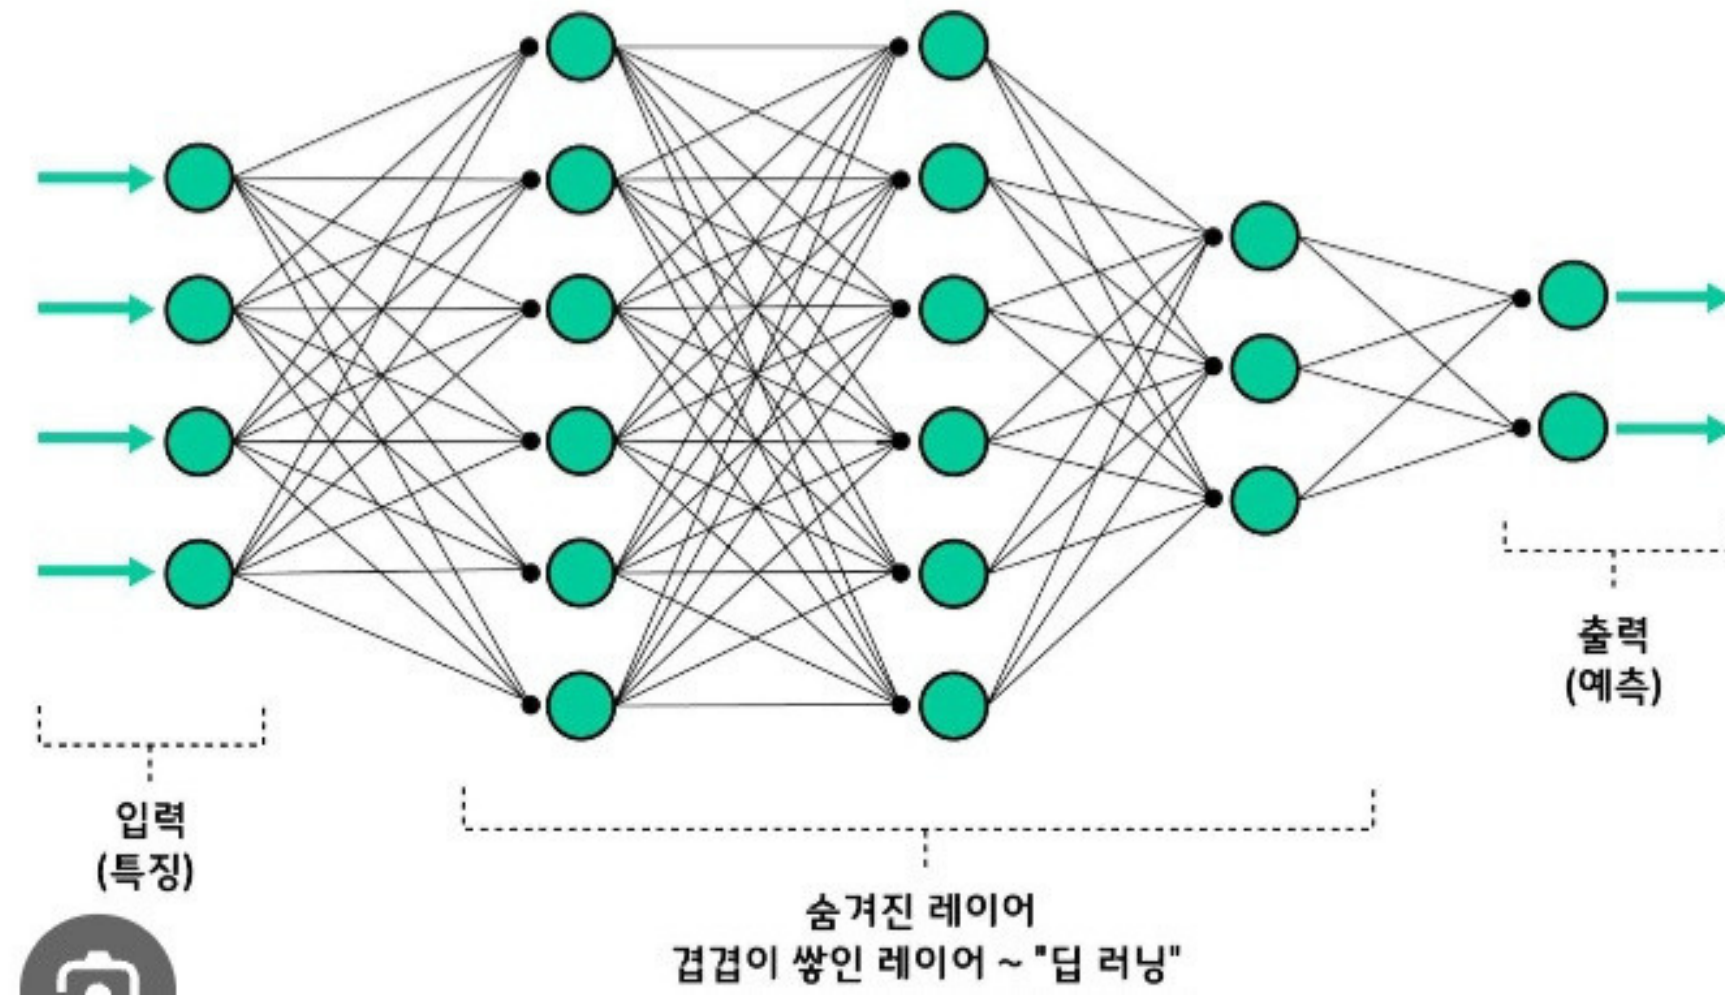 입력
(특징)
숨겨진 레이어
겹겹이 쌓인 레이어 ~ "딥 러닝"
출력
(예측)